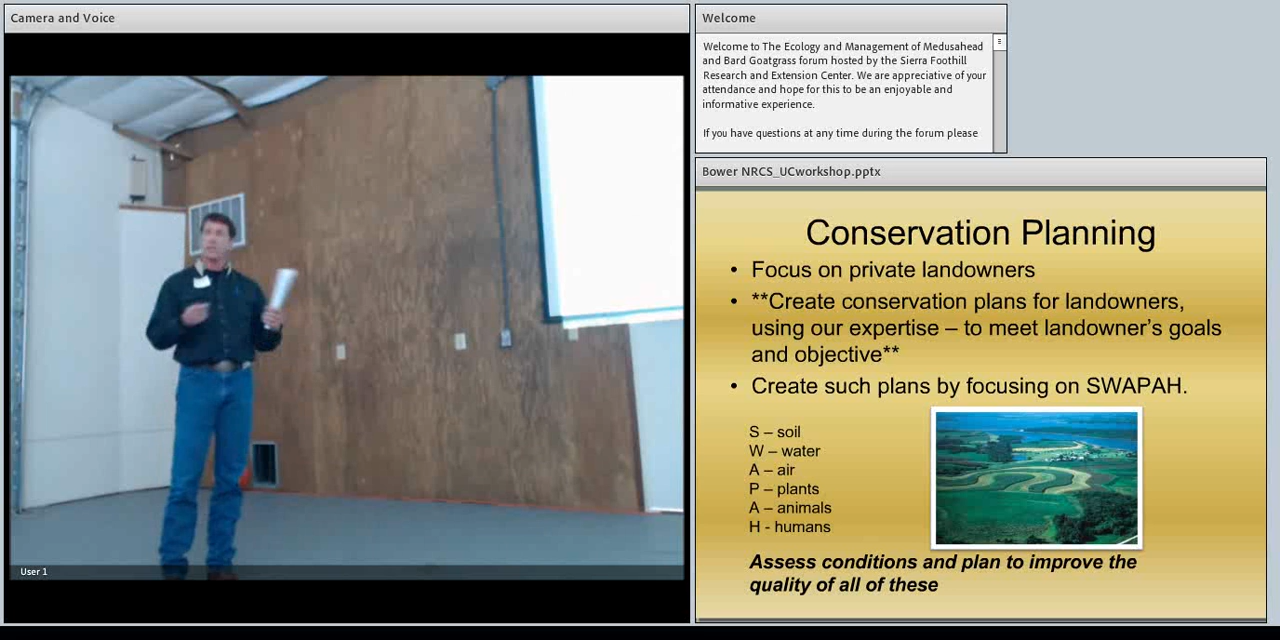 Camera and Voice
User 1
Welcome
Welcome to The Ecology and Management of Medusahead
and Bard Goatgrass forum hosted by the Sierra Foothill
Research and Extension Center. We are appreciative of your
attendance and hope for this to be an enjoyable and
informative experience.
If you have questions at any time during the forum please
Bower NRCS_UCworkshop.pptx
Conservation Planning
• Focus on private landowners
• **Create conservation plans for landowners,
using our expertise – to meet landowner's goals
and objective**
• Create such plans by focusing on SWAPAH.
S – soil
W – water
A – air
P – plants
A – animals
H - humans
Assess conditions and plan to improve the
quality of all of these